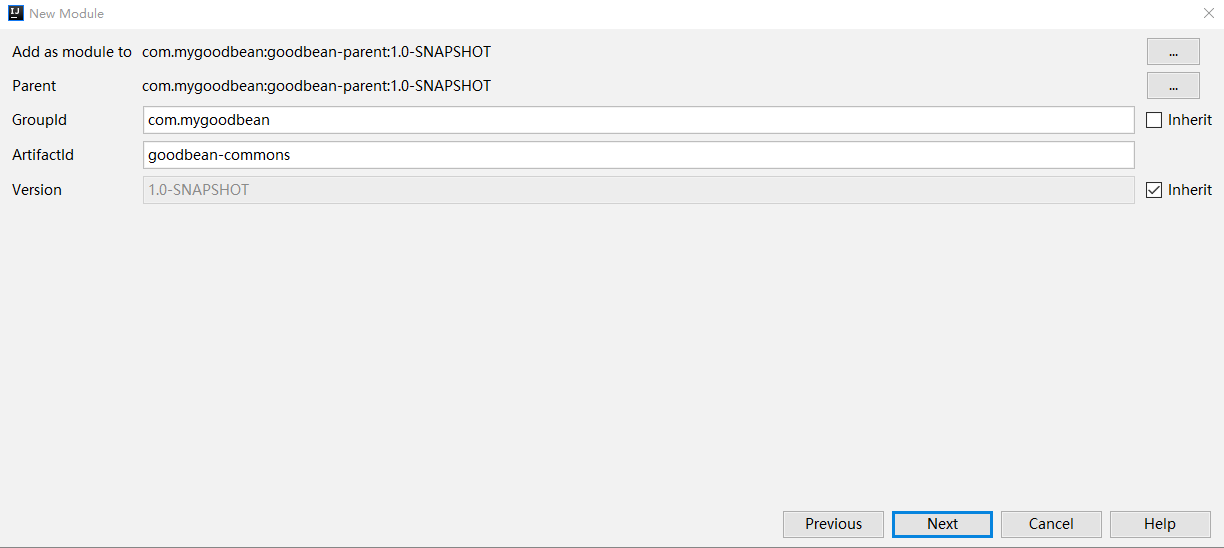 New Module
Add as module to com.mygoodbean:goodbean-parent:1.0-SNAPSHOT ...
Parent com.mygoodbean:goodbean-parent:1.0-SNAPSHOT ...
GroupId com.mygoodbean Inherit
ArtifactId goodbean-commons
Version 1.0-SNAPSHOT Inherit
Previous Next Cancel Help